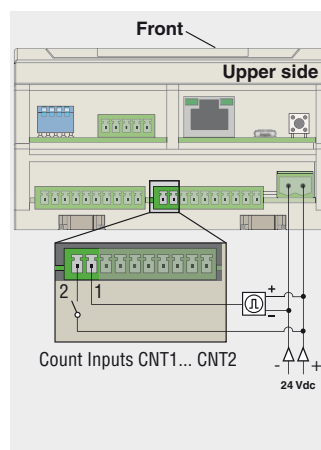 Front
Upper side
2 1
+
-
Count Inputs CNT1... CNT2
- +
24 Vdc